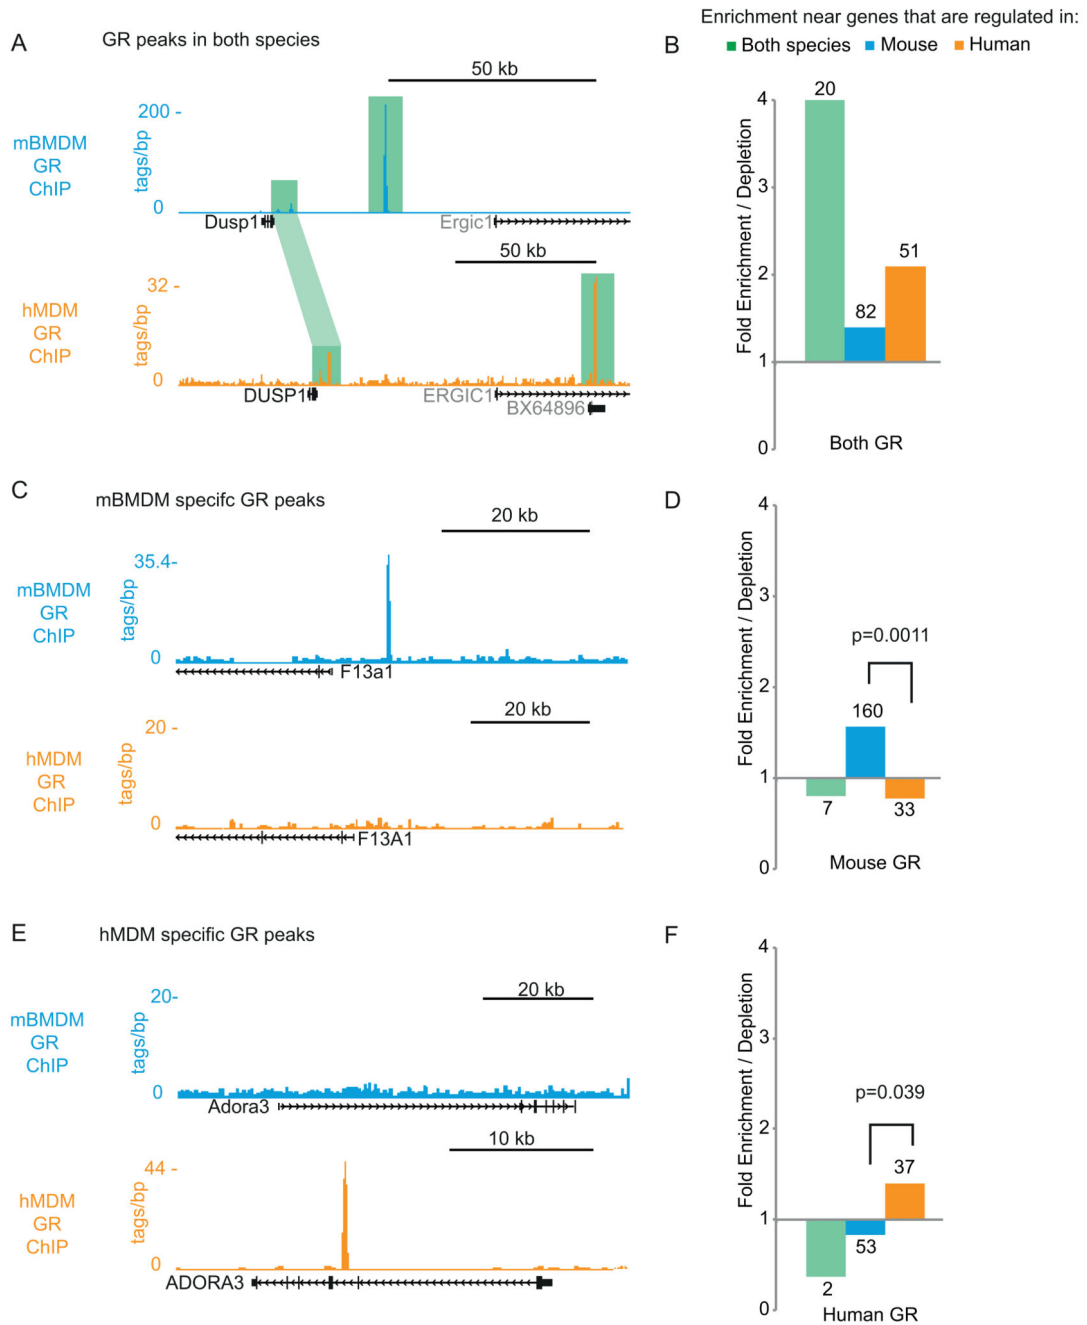 Enrichment near genes that are regulated in:
Both species Mouse Human
A
GR peaks in both species
50 kb
200 -
mBMDM
GR
ChIP
tags/bp
0
Dusp1
Ergic1
50 kb
32 -
hMDM
GR
ChIP
tags/bp
0
DUSP1
ERGIC1
BX64896
B
Fold Enrichment / Depletion
4
3
2
1
0
20
82
51
Both GR
C
mBMDM specifc GR peaks
20 kb
35.4-
mBMDM
GR
ChIP
tags/bp
0
F13a1
20 kb
20 -
hMDM
GR
ChIP
tags/bp
0
F13A1
D
Fold Enrichment / Depletion
4
3
2
1
0
p=0.0011
160
7
33
Mouse GR
E
hMDM specific GR peaks
20 kb
20-
mBMDM
GR
ChIP
tags/bp
0
Adora3
10 kb
44 -
hMDM
GR
ChIP
tags/bp
0
ADORA3
F
Fold Enrichment / Depletion
4
3
2
1
0
p=0.039
37
53
2
Human GR